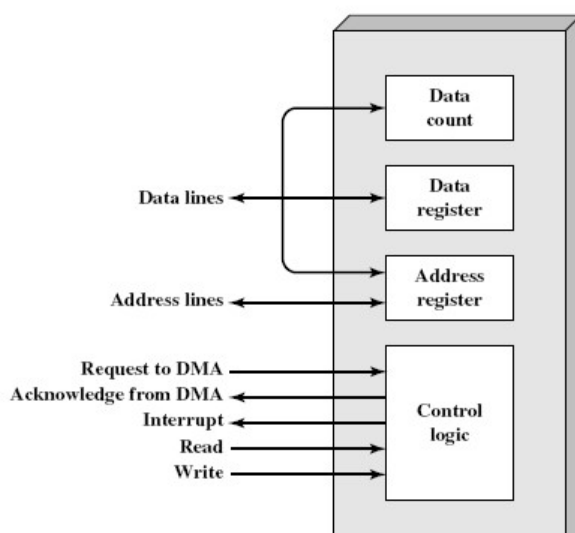 Data
count
Data lines
Data
register
Address
register
Address lines
Request to DMA
Acknowledge from DMA
Interrupt
Read
Write
Control
logic